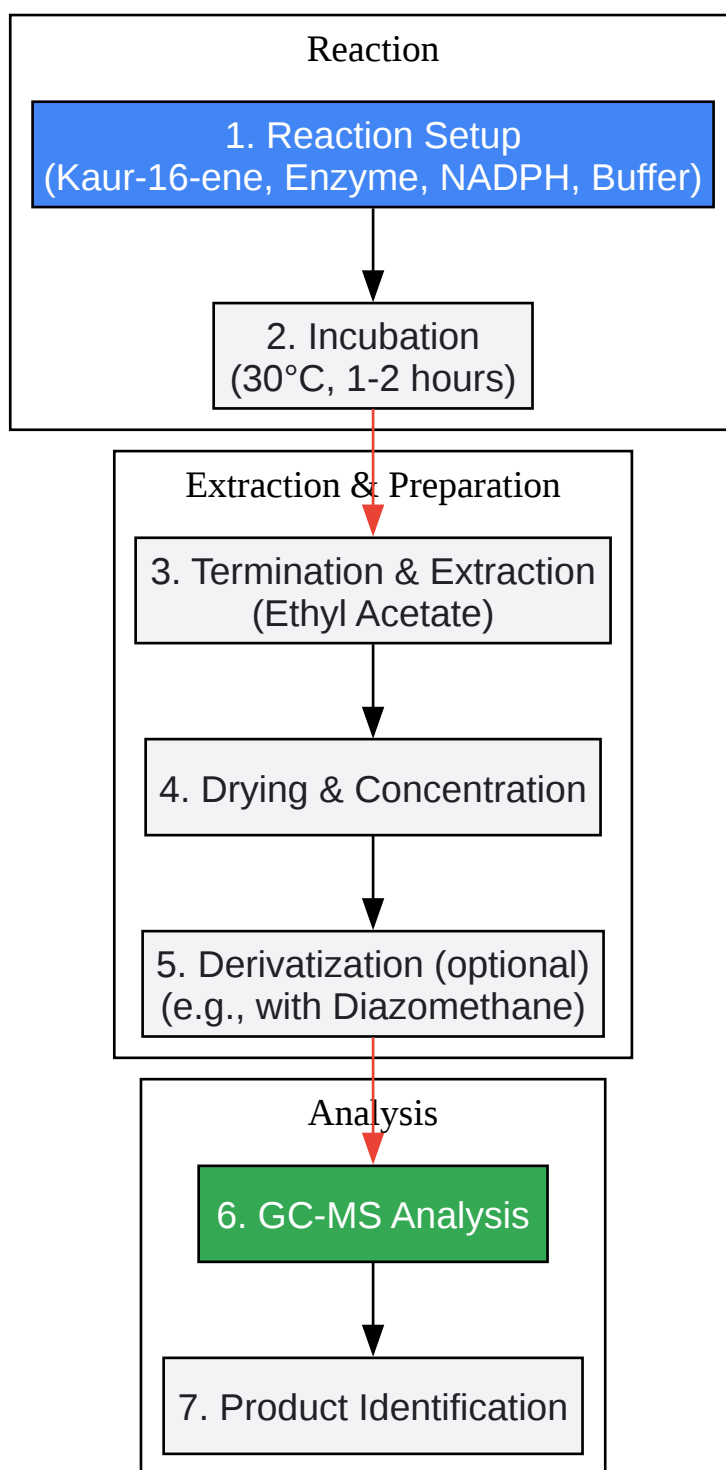 Reaction
1. Reaction Setup
(Kaur-16-ene, Enzyme, NADPH, Buffer)
2. Incubation
(30°C, 1-2 hours)
Extraction & Preparation
3. Termination & Extraction
(Ethyl Acetate)
4. Drying & Concentration
5. Derivatization (optional)
(e.g., with Diazomethane)
Analysis
6. GC-MS Analysis
7. Product Identification